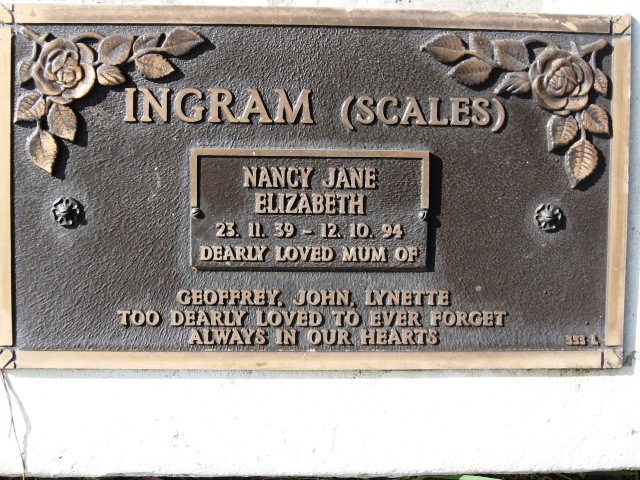 INGRAM (SCALES)
NANCY JANE
ELIZABETH
23. 11. 39 - 12. 10. 94
DEARLY LOVED MUM OF
GEOFFREY, JOHN, LYNETTE
TOO DEARLY LOVED TO EVER FORGET
ALWAYS IN OUR HEARTS